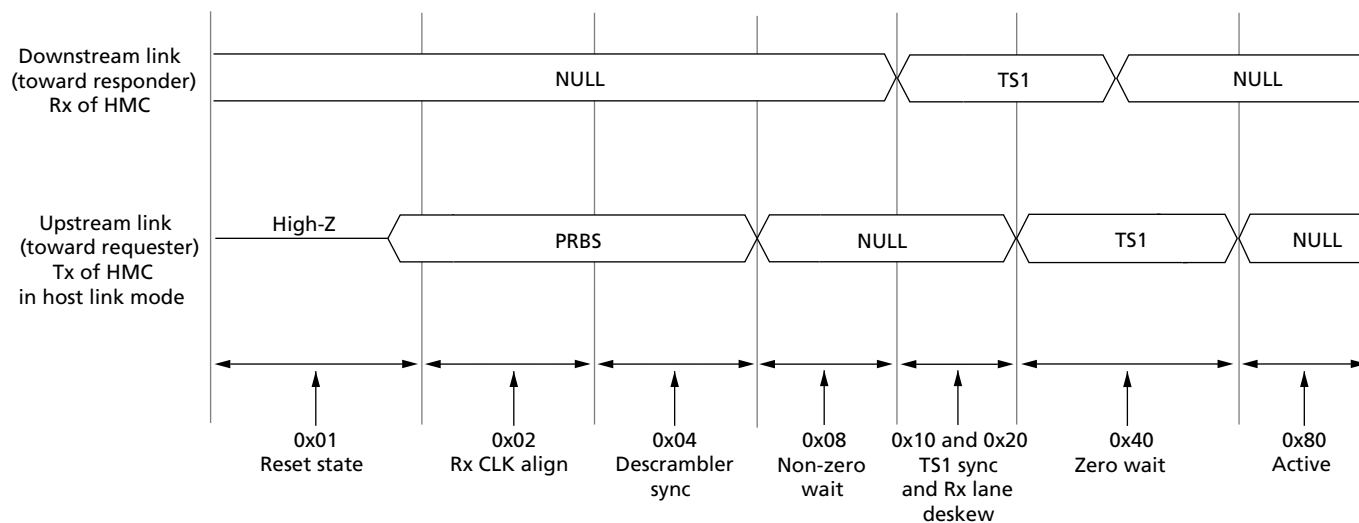 Downstream link
(toward responder)
Rx of HMC
NULL
TS1
NULL
Upstream link
(toward requester)
Tx of HMC
in host link mode
High-Z
PRBS
NULL
TS1
NULL
0x01
Reset state
0x02
Rx CLK align
0x04
Descrambler
sync
0x08
Non-zero
wait
0x10 and 0x20
TS1 sync
and Rx lane
deskew
0x40
Zero wait
0x80
Active